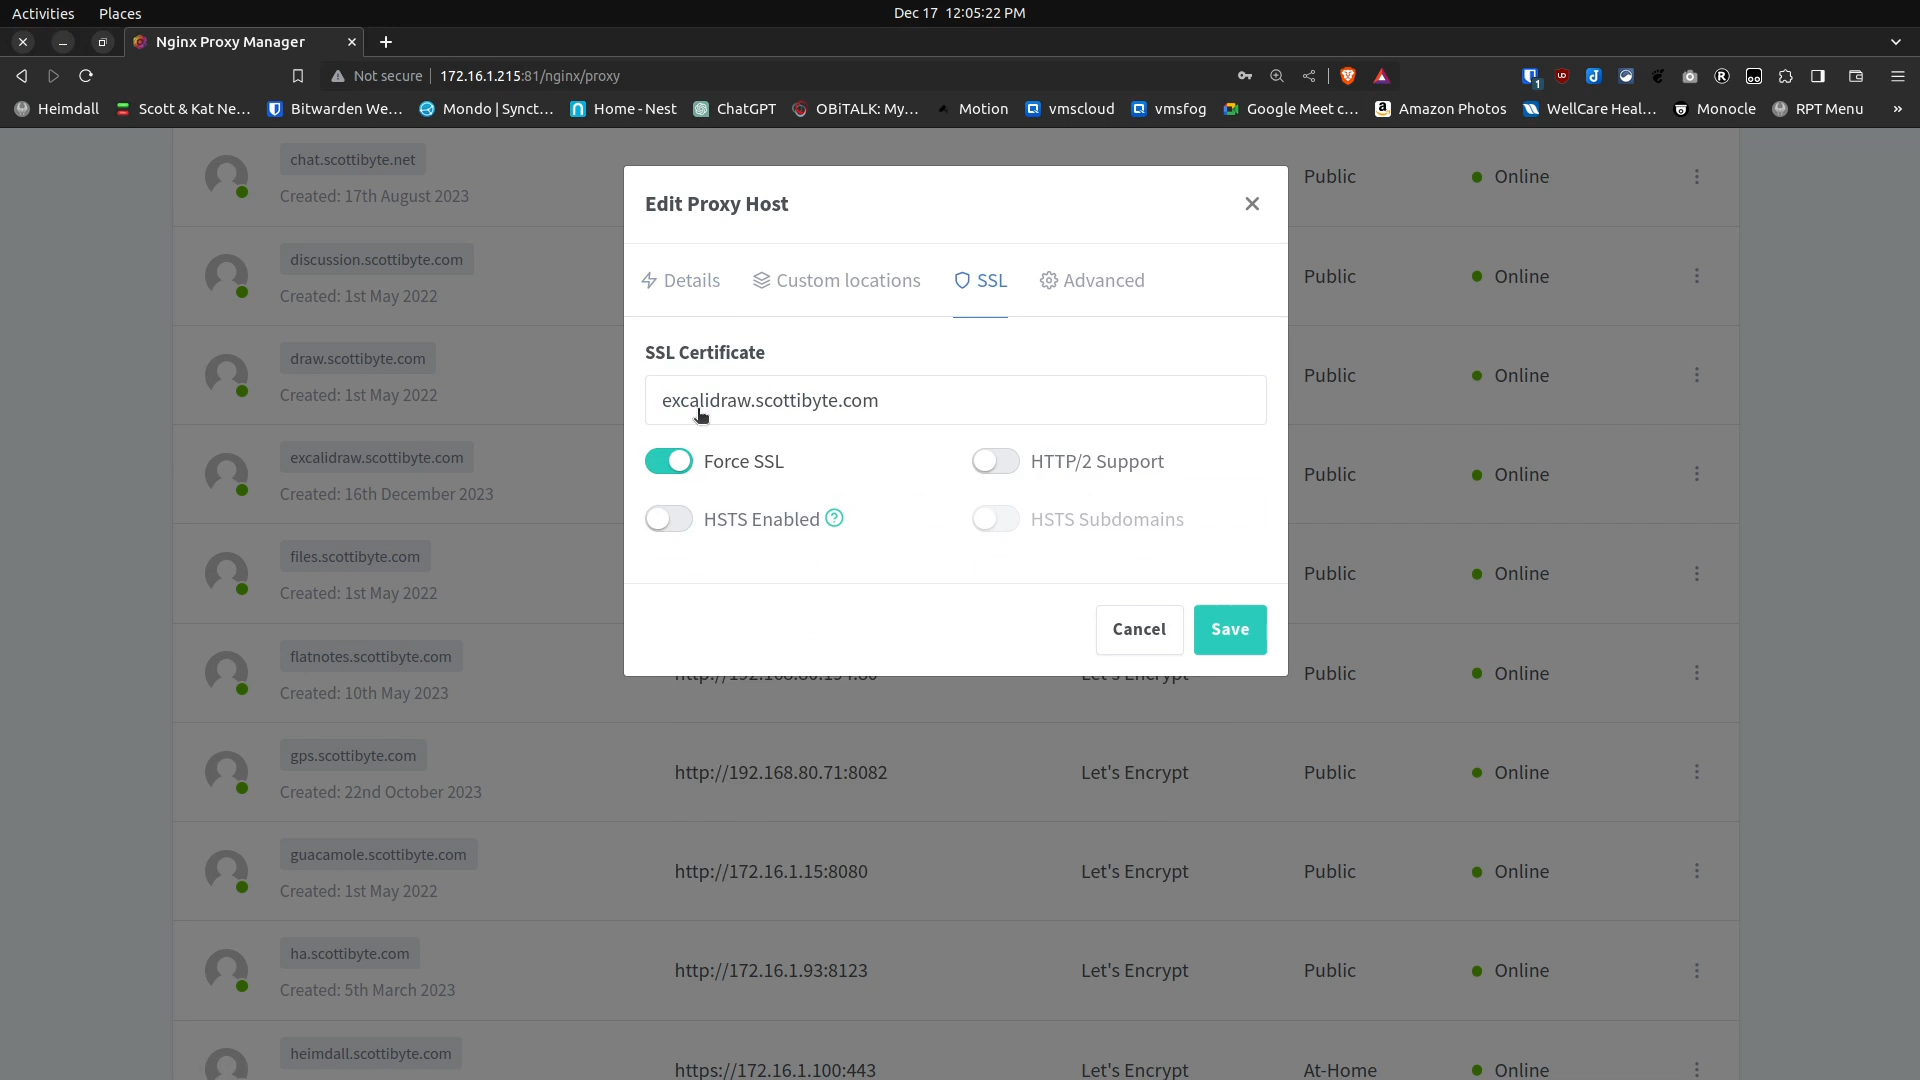 Activities Places Dec 17 12:05:22 PM
Nginx Proxy Manager
Not secure 172.16.1.215:81/nginx/proxy
Heimdall Scott & Kat Ne... Bitwarden We... Mondo | Synct... Home - Nest ChatGPT OBiTALK: My... Motion vmscloud vmsfog Google Meet c... Amazon Photos WellCare Heal... Monocle RPT Menu »
chat.scottibyte.net
Created: 17th August 2023
Public Online
discussion.scottibyte.com
Created: 1st May 2022
Public Online
draw.scottibyte.com
Created: 1st May 2022
Public Online
excalidraw.scottibyte.com
Created: 16th December 2023
Public Online
files.scottibyte.com
Created: 1st May 2022
Public Online
flatnotes.scottibyte.com
Created: 10th May 2023
Public Online
Edit Proxy Host
Details Custom locations SSL Advanced
SSL Certificate
excalidraw.scottibyte.com
Force SSL HTTP/2 Support
HSTS Enabled HSTS Subdomains
Cancel Save
gps.scottibyte.com
Created: 22nd October 2023
http://192.168.80.71:8082 Let's Encrypt Public Online
guacamole.scottibyte.com
Created: 1st May 2022
http://172.16.1.15:8080 Let's Encrypt Public Online
ha.scottibyte.com
Created: 5th March 2023
http://172.16.1.93:8123 Let's Encrypt Public Online
heimdall.scottibyte.com
https://172.16.1.100:443 Let's Encrypt At-Home Online